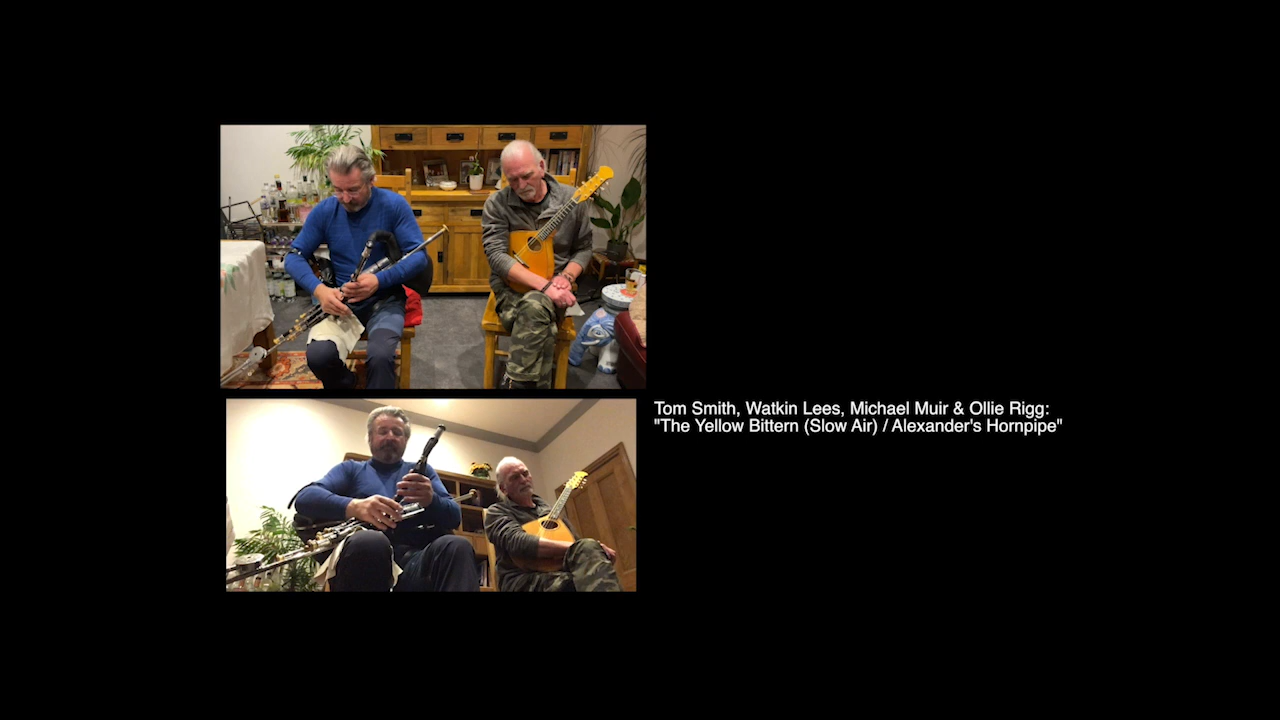 Tom Smith, Watkin Lees, Michael Muir & Ollie Rigg:
"The Yellow Bittern (Slow Air) / Alexander's Hornpipe"